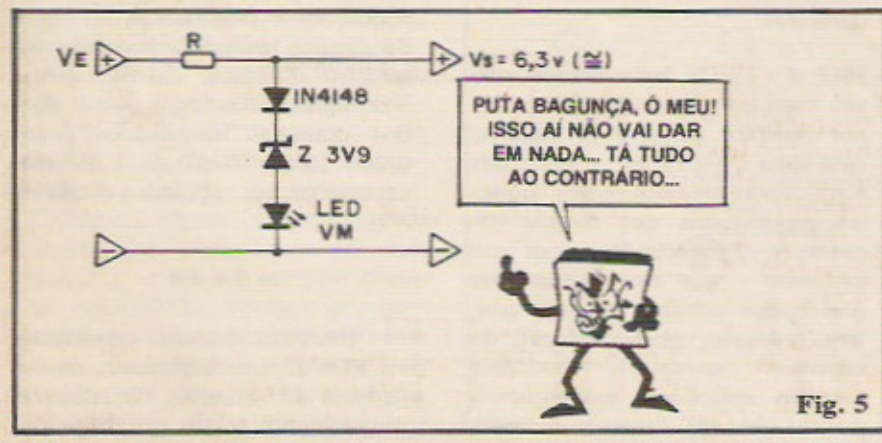 VE + R + Vs = 6,3 v (≅)
1N4148
Z 3V9
LED
VM
- -
PUTA BAGUNÇA, Ô MEU!
ISSO AÍ NÃO VAI DAR
EM NADA... TÁ TUDO
AO CONTRÁRIO...
Fig. 5